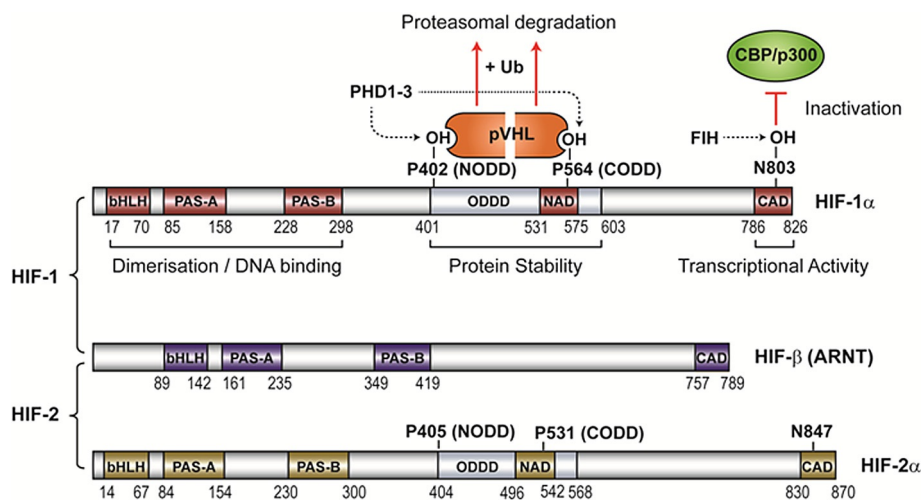 Proteasomal degradation
+ Ub
CBP/p300
PHD1-3
Inactivation
OH
pVHL
OH
FIH
OH
P402 (NODD)
P564 (CODD)
N803
bHLH
PAS-A
PAS-B
ODDD
NAD
CAD
HIF-1α
17 70 85 158 228 298 401 531 575 603 786 826
Dimerisation / DNA binding
Protein Stability
Transcriptional Activity
HIF-1
bHLH
PAS-A
PAS-B
CAD
HIF-β (ARNT)
89 142 161 235 349 419 757 789
HIF-2
P405 (NODD)
P531 (CODD)
N847
bHLH
PAS-A
PAS-B
ODDD
NAD
CAD
HIF-2α
14 67 84 154 230 300 404 496 542 568 830 870